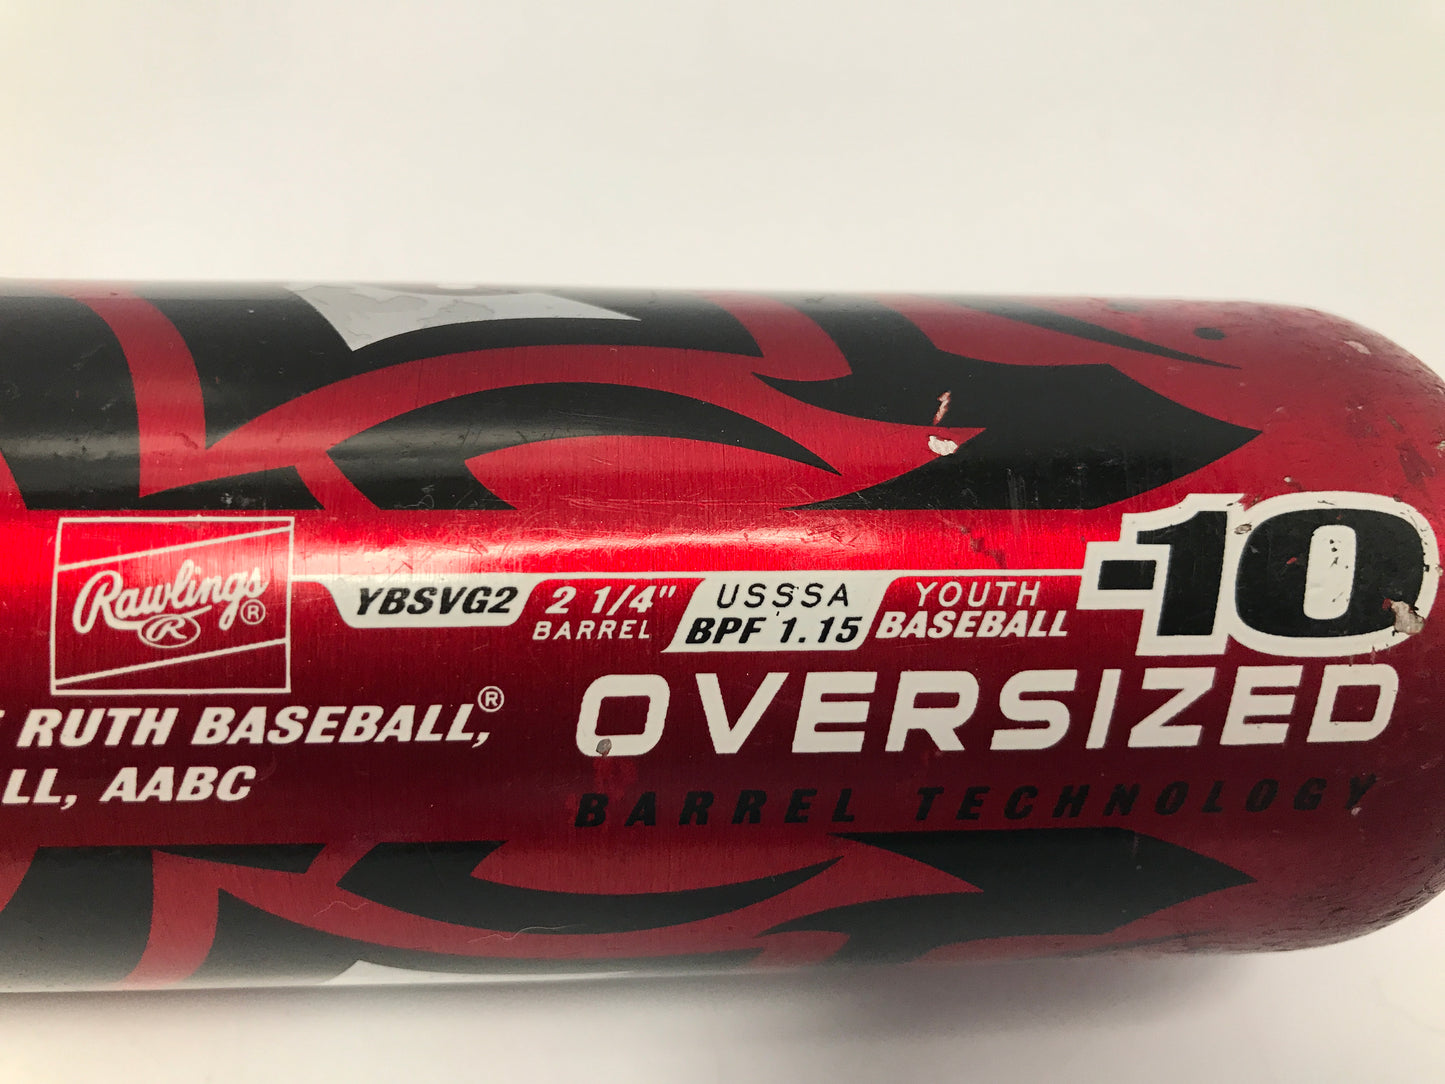 Rawlings®
R
YBSVG2
2 1/4"
BARREL
USSSA
BPF 1.15
YOUTH
BASEBALL
-10
RUTH BASEBALL,®
LL, AABC
OVERSIZED
BARREL TECHNOLOGY